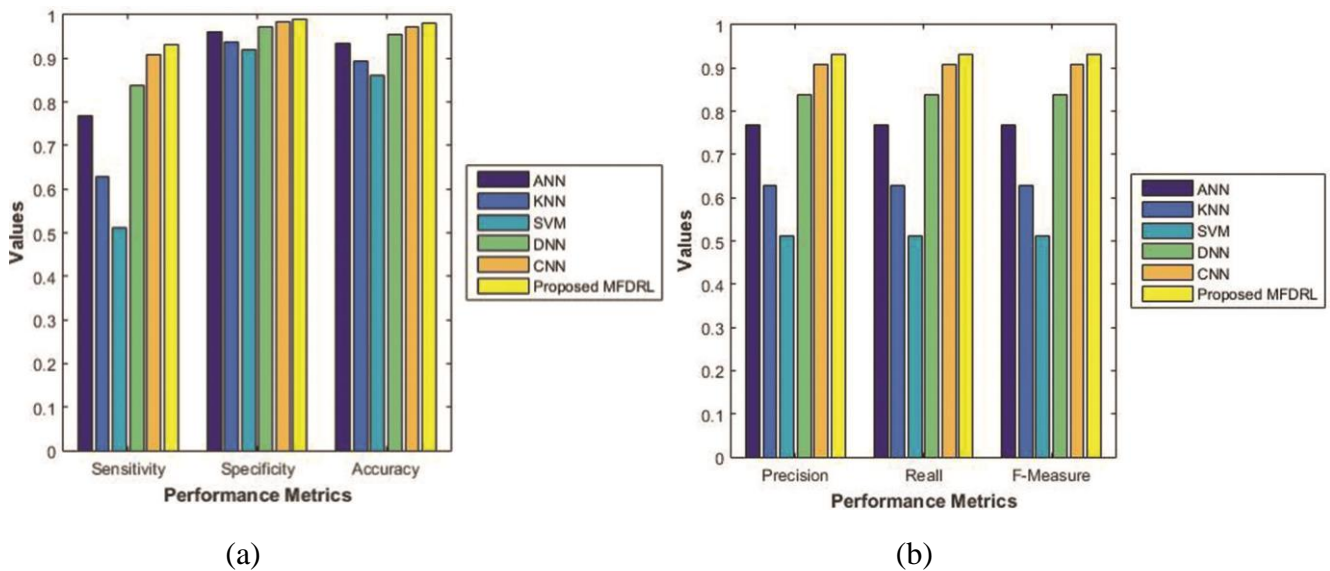 1
0.9
0.8
0.7
0.6
0.5
0.4
0.3
0.2
0.1
0
Values
Sensitivity Specificity Accuracy
Performance Metrics
ANN
KNN
SVM
DNN
CNN
Proposed MFDRL
(a)
1
0.9
0.8
0.7
0.6
0.5
0.4
0.3
0.2
0.1
0
Values
Precision Reall F-Measure
Performance Metrics
ANN
KNN
SVM
DNN
CNN
Proposed MFDRL
(b)